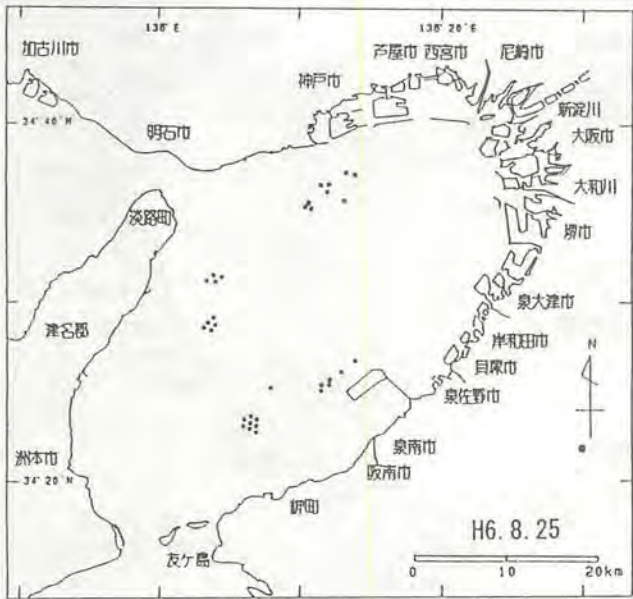 136°E
136°20'E
加古川市
芦屋市 西宮市 尼崎市
神戸市
新淀川
34°40'N
明石市
大阪市
大和川
淡路町
堺市
泉大津市
津名郡
岸和田市
N
貝塚市
泉佐野市
泉南市
洲本市
阪南市
34°20'N
岬町
H6.8.25
友ケ島
0 10 20km